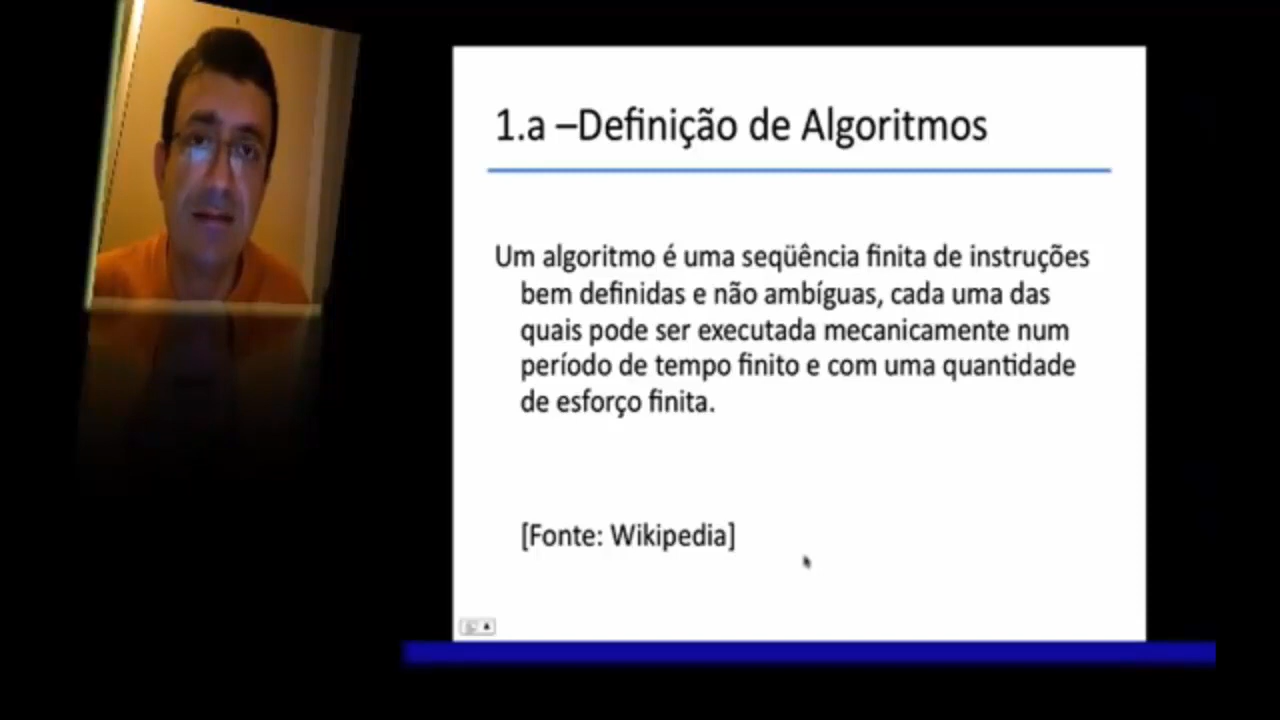 1.a –Definição de Algoritmos
Um algoritmo é uma seqüência finita de instruções
bem definidas e não ambíguas, cada uma das
quais pode ser executada mecanicamente num
período de tempo finito e com uma quantidade
de esforço finita.
[Fonte: Wikipedia]